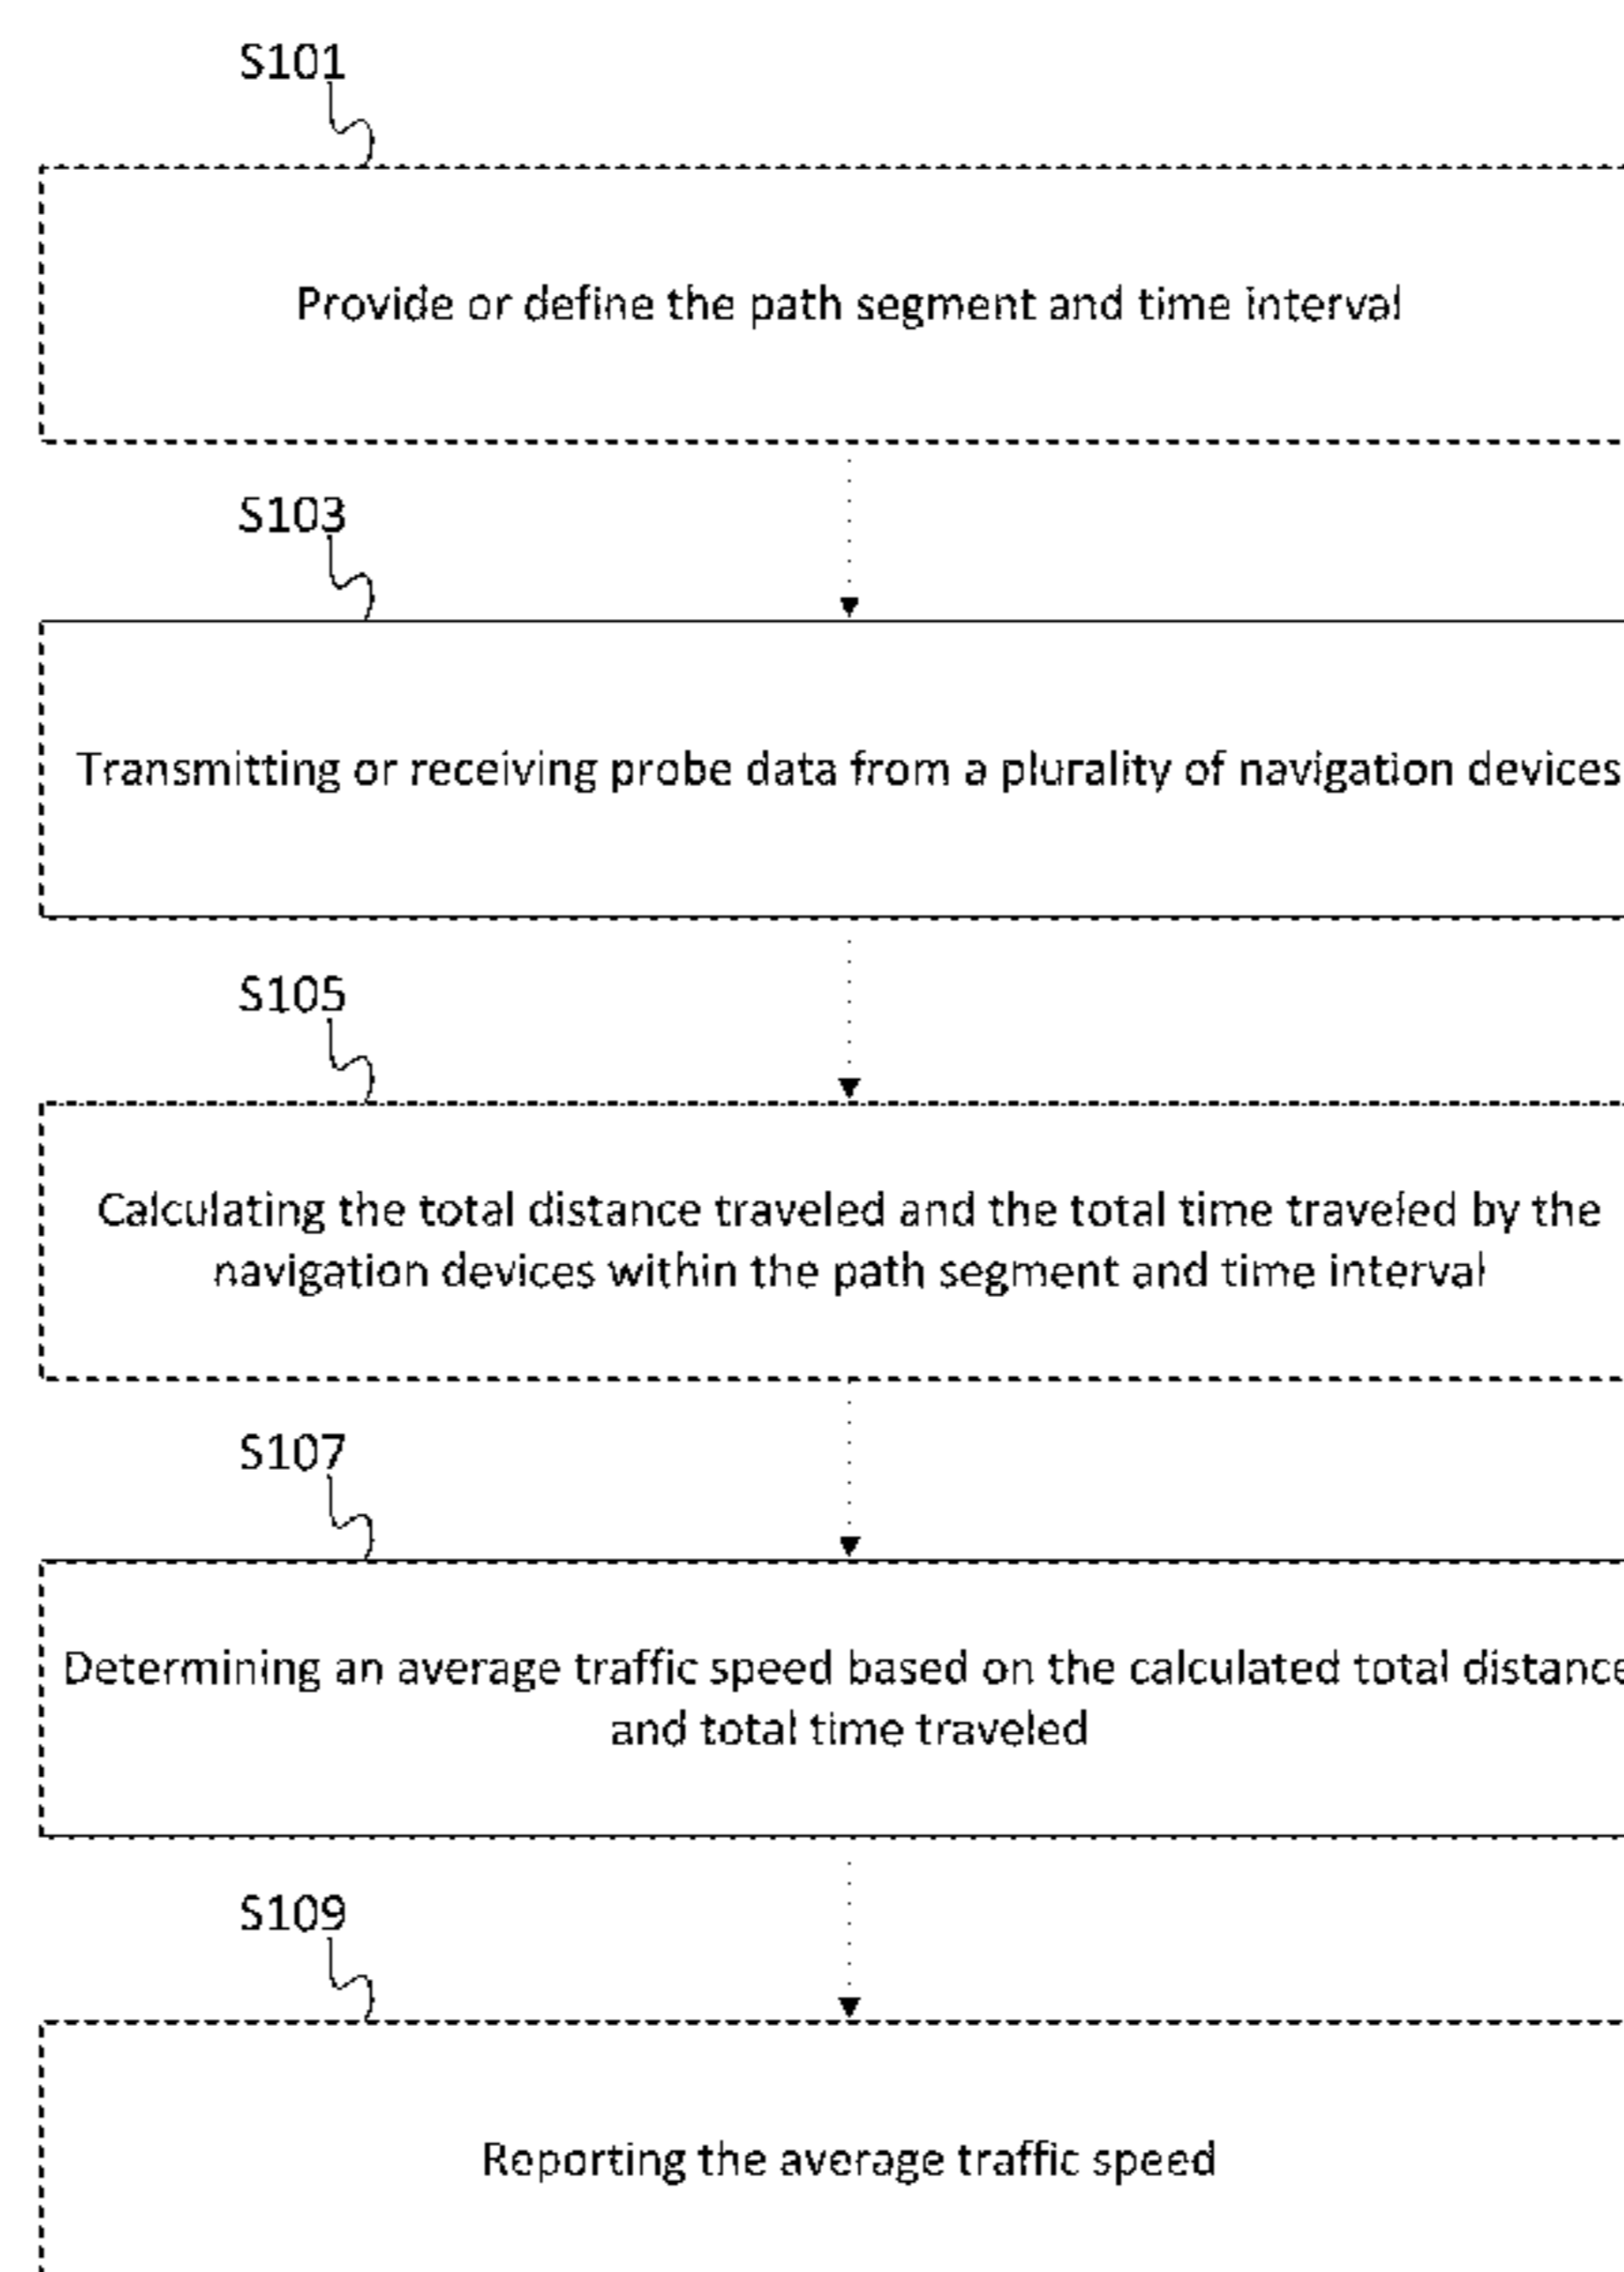 S101
Provide or define the path segment and time interval
S103
Transmitting or receiving probe data from a plurality of navigation devices
S105
Calculating the total distance traveled and the total time traveled by the
navigation devices within the path segment and time interval
S107
Determining an average traffic speed based on the calculated total distance
and total time traveled
S109
Reporting the average traffic speed